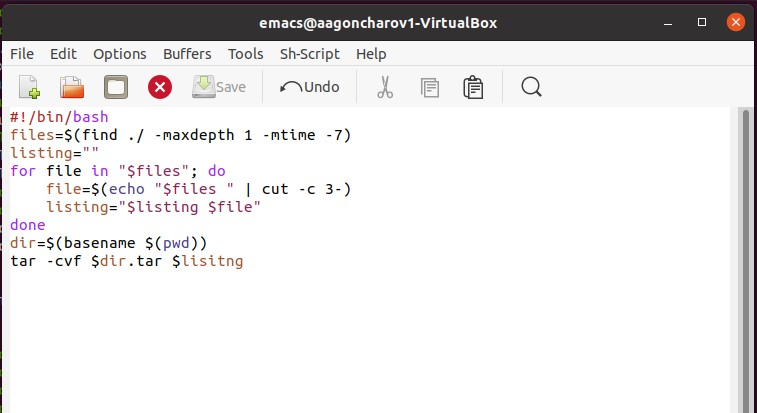 emacs@aagoncharov1-VirtualBox
File Edit Options Buffers Tools Sh-Script Help
Save Undo
#!/bin/bash
files=$(find ./ -maxdepth 1 -mtime -7)
listing=""
for file in "$files"; do
    file=$(echo "$files " | cut -c 3-)
    listing="$listing $file"
done
dir=$(basename $(pwd))
tar -cvf $dir.tar $lisitng